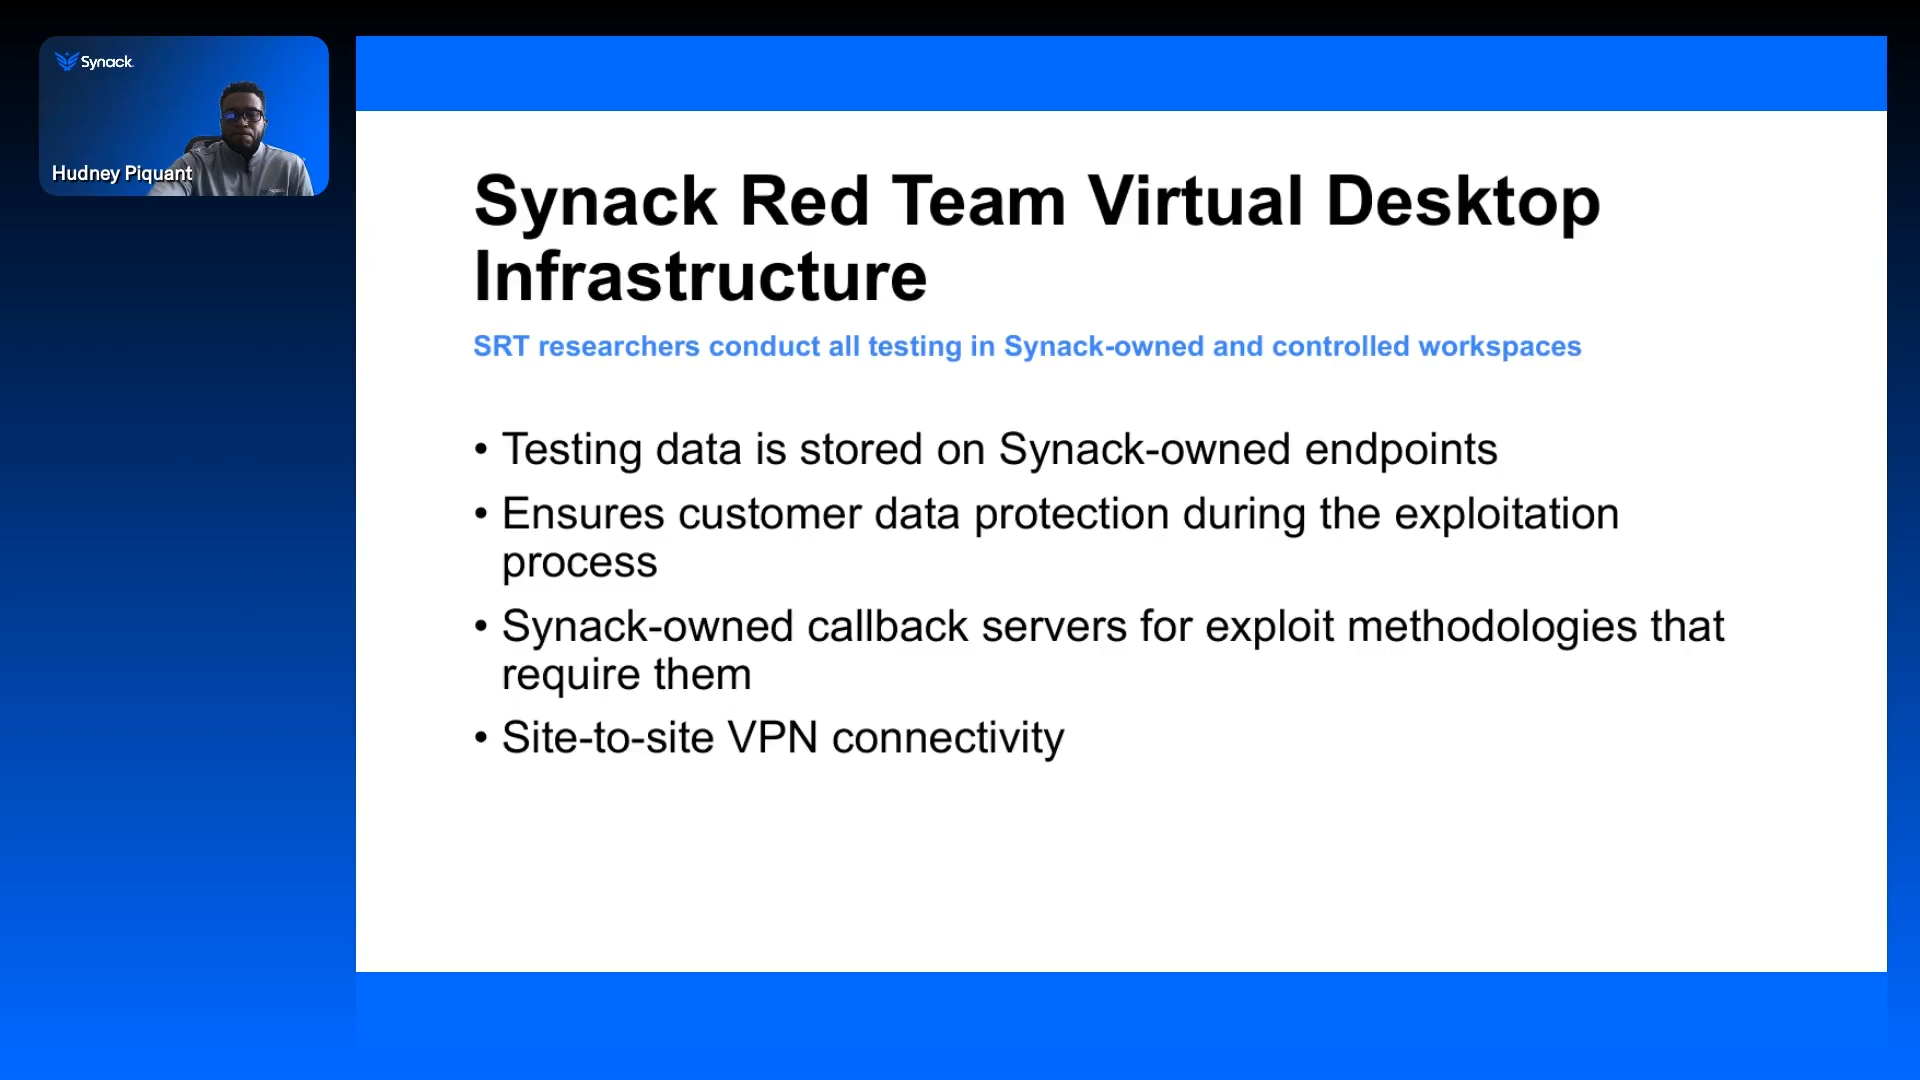 Synack
Hudney Piquant
Synack Red Team Virtual Desktop
Infrastructure
SRT researchers conduct all testing in Synack-owned and controlled workspaces
• Testing data is stored on Synack-owned endpoints
• Ensures customer data protection during the exploitation
process
• Synack-owned callback servers for exploit methodologies that
require them
• Site-to-site VPN connectivity